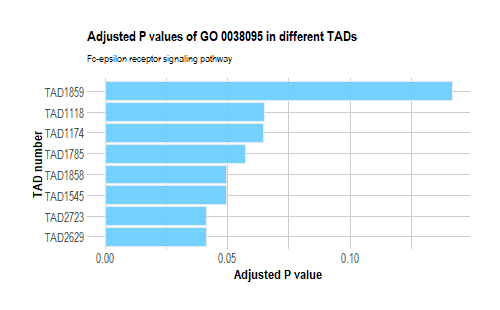 Adjusted P values of GO 0038095 in different TADs
Fc-epsilon receptor signaling pathway
TAD number
TAD1859
TAD1118
TAD1174
TAD1785
TAD1858
TAD1545
TAD2723
TAD2629
0.00 0.05 0.10
Adjusted P value